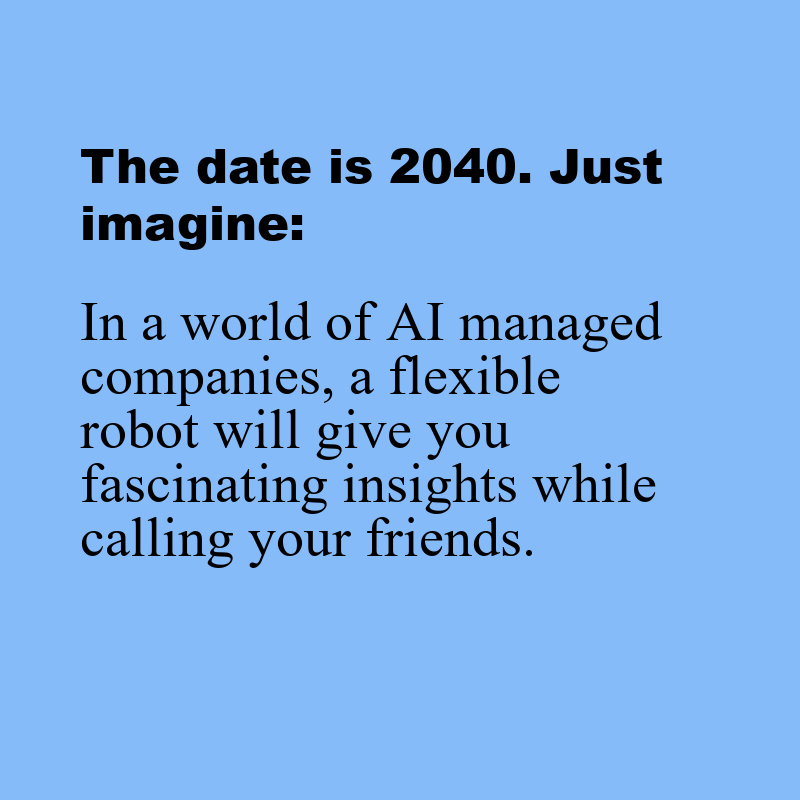 The date is 2040. Just
imagine:
In a world of AI managed
companies, a flexible
robot will give you
fascinating insights while
calling your friends.